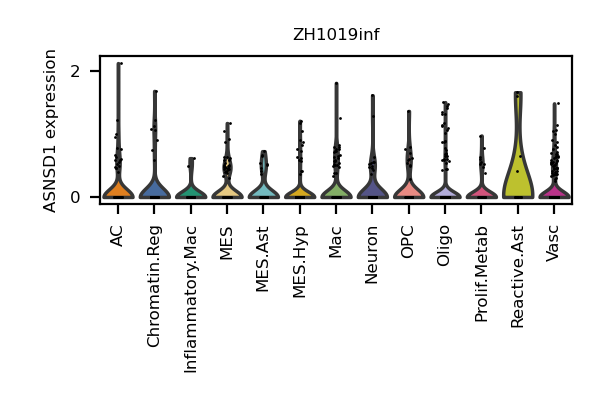 ZH1019inf
ASNSD1 expression
2
0
AC
Chromatin.Reg
Inflammatory.Mac
MES
MES.Ast
MES.Hyp
Mac
Neuron
OPC
Oligo
Prolif.Metab
Reactive.Ast
Vasc